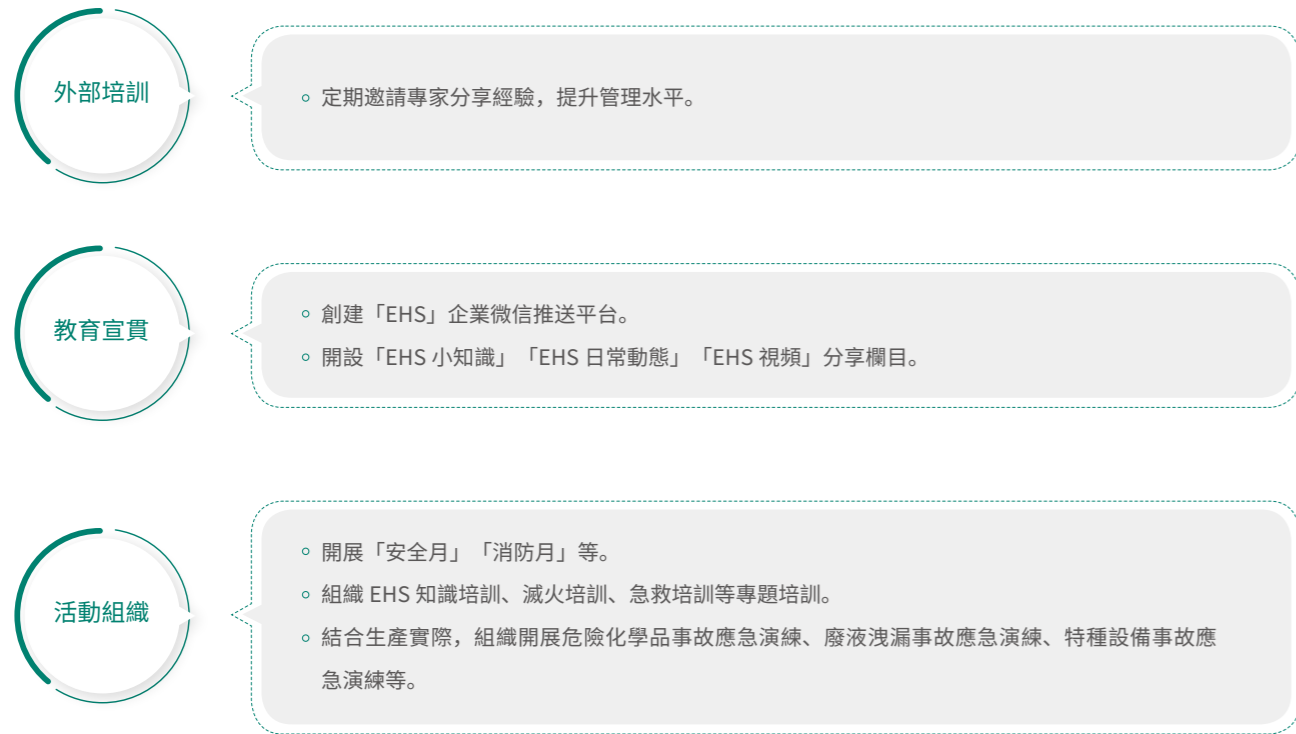 外部培訓
定期邀請專家分享經驗，提升管理水平。
教育宣貫
創建「EHS」企業微信推送平台。
開設「EHS 小知識」「EHS 日常動態」「EHS 視頻」分享欄目。
活動組織
開展「安全月」「消防月」等。
組織 EHS 知識培訓、滅火培訓、急救培訓等專題培訓。
結合生產實際，組織開展危險化學品事故應急演練、廢液洩漏事故應急演練、特種設備事故應
急演練等。